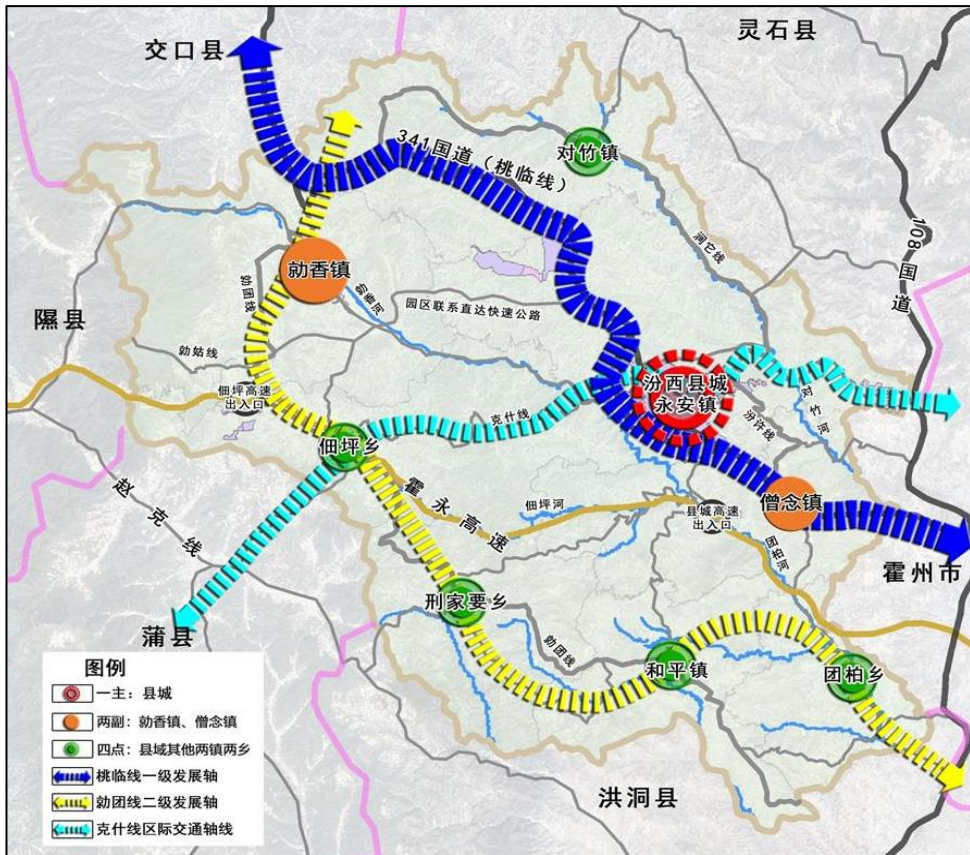 交口县
灵石县
341国道（桃临线）
对竹镇
108国道
涧它线
勍香镇
勍团线
勍香河
园区联系直达快速公路
隰县
勍姑线
佃坪高速
出入口
汾西县城
永安镇
对竹河
克什线
汾许线
佃坪乡
赵克线
霍永高速
佃坪河
县城高速
出入口
僧念镇
团柏河
霍州市
刑家要乡
蒲县
勍团线
和平镇
团柏乡
洪洞县
图例
一主：县城
两副：勍香镇、僧念镇
四点：县域其他两镇两乡
桃临线一级发展轴
勍团线二级发展轴
克什线区际交通轴线